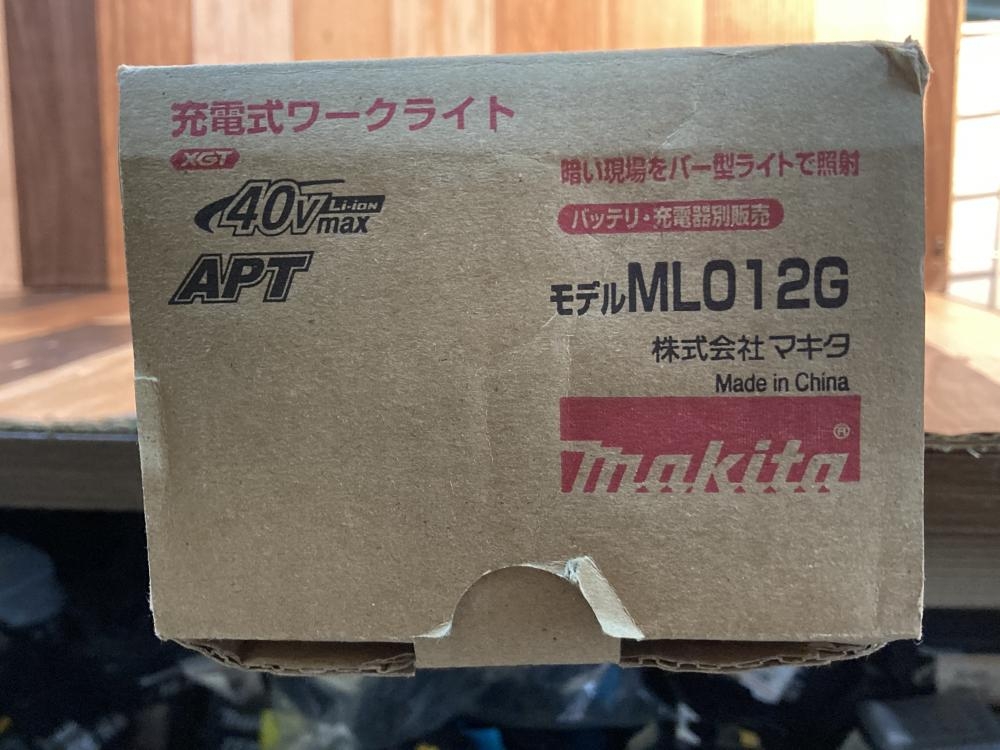 充電式ワークライト
XGT
40Vmax Li-ion
APT
暗い現場をバー型ライトで照射
バッテリ・充電器別販売
モデルML012G
株式会社マキタ
Made in China
makita®